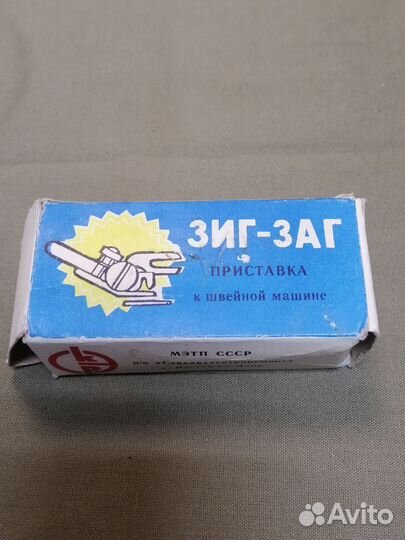 ЗИГ-ЗАГ
ПРИСТАВКА
к швейной машине
МЭТП СССР
п/о
Avito